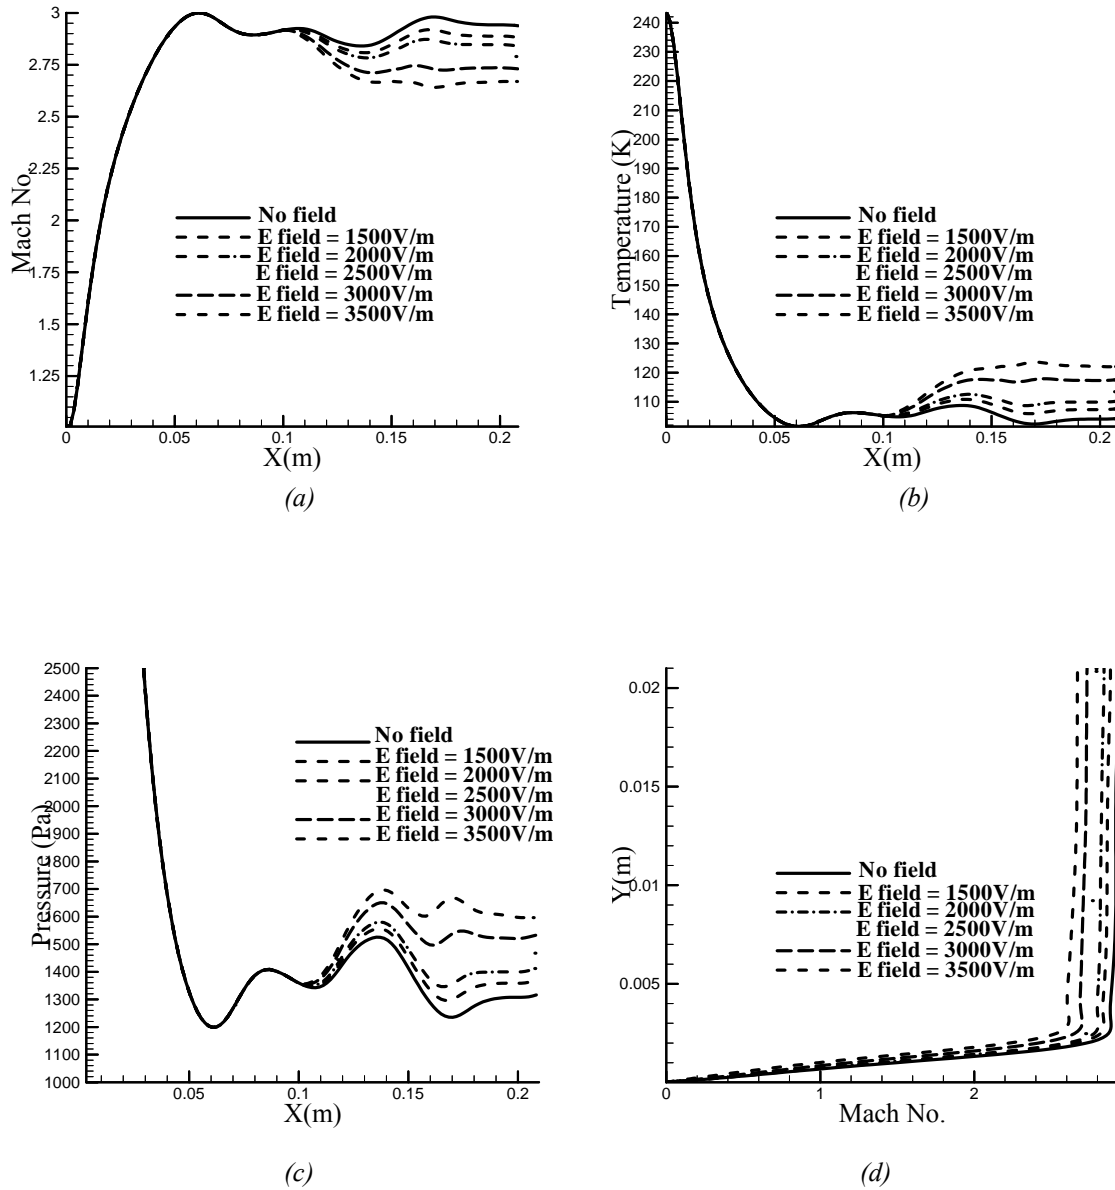 3
2.75
2.5
2.25
2
1.75
1.5
1.25
Mach No.
No field
E field = 1500V/m
E field = 2000V/m
E field = 2500V/m
E field = 3000V/m
E field = 3500V/m
0 0.05 0.1 0.15 0.2
X(m)
(a)
240
230
220
210
200
190
180
170
160
150
140
130
120
110
Temperature (K)
No field
E field = 1500V/m
E field = 2000V/m
E field = 2500V/m
E field = 3000V/m
E field = 3500V/m
0 0.05 0.1 0.15 0.2
X(m)
(b)
2500
2400
2300
2200
2100
2000
1900
1800
1700
1600
1500
1400
1300
1200
1100
1000
Pressure (Pa)
No field
E field = 1500V/m
E field = 2000V/m
E field = 2500V/m
E field = 3000V/m
E field = 3500V/m
0.05 0.1 0.15 0.2
X(m)
(c)
0.02
0.015
0.01
0.005
Y(m)
No field
E field = 1500V/m
E field = 2000V/m
E field = 2500V/m
E field = 3000V/m
E field = 3500V/m
0 1 2
Mach No.
(d)